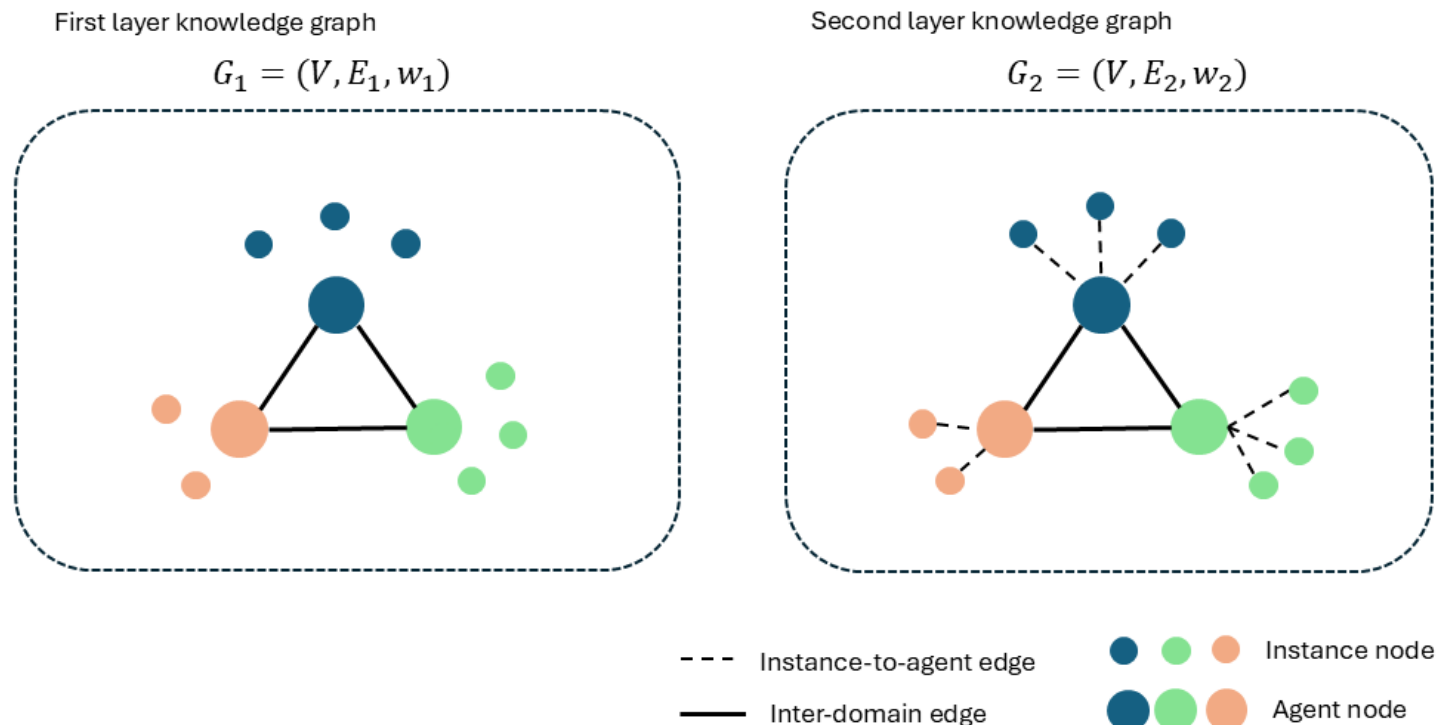 First layer knowledge graph
Second layer knowledge graph
G₁ = (V, E₁, w₁)
G₂ = (V, E₂, w₂)
Instance-to-agent edge
Instance node
Inter-domain edge
Agent node